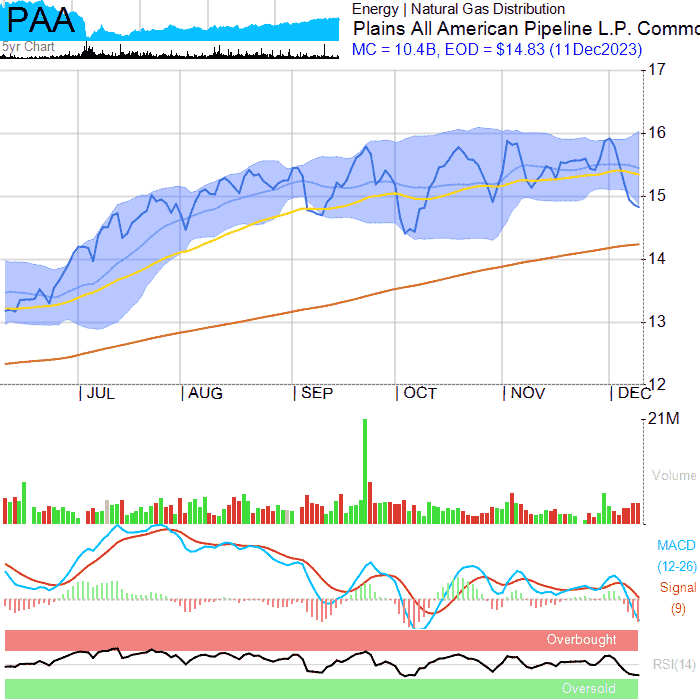 PAA
5yr Chart
Energy | Natural Gas Distribution
Plains All American Pipeline L.P. Commo
MC = 10.4B, EOD = $14.83 (11Dec2023)
17
16
15
14
13
12
JUL AUG SEP OCT NOV DEC
21M
Volume
MACD
(12-26)
Signal
(9)
Overbought
RSI(14)
Oversold